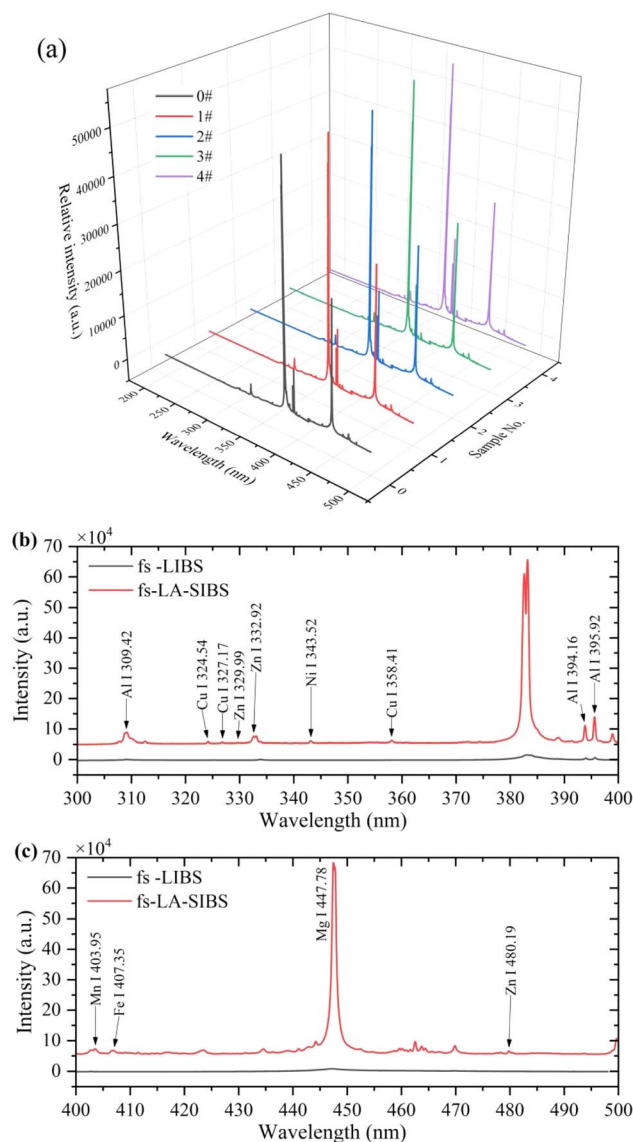 (a)
0#
1#
2#
3#
4#
Relative intensity (a.u.)
50000
40000
30000
20000
10000
0
200
250
300
350
400
450
500
Wavelength (nm)
0
1
2
3
4
Sample No.
(b)
×10⁴
fs -LIBS
fs-LA-SIBS
Intensity (a.u.)
70
60
50
40
30
20
10
0
Al I 309.42
Cu I 324.54
Cu I 327.17
Zn I 329.99
Zn I 332.92
Ni I 343.52
Cu I 358.41
Al I 394.16
Al I 395.92
300 310 320 330 340 350 360 370 380 390 400
Wavelength (nm)
(c)
×10⁴
fs -LIBS
fs-LA-SIBS
Intensity (a.u.)
70
60
50
40
30
20
10
0
Mn I 403.95
Fe I 407.35
Mg I 447.78
Zn I 480.19
400 410 420 430 440 450 460 470 480 490 500
Wavelength (nm)